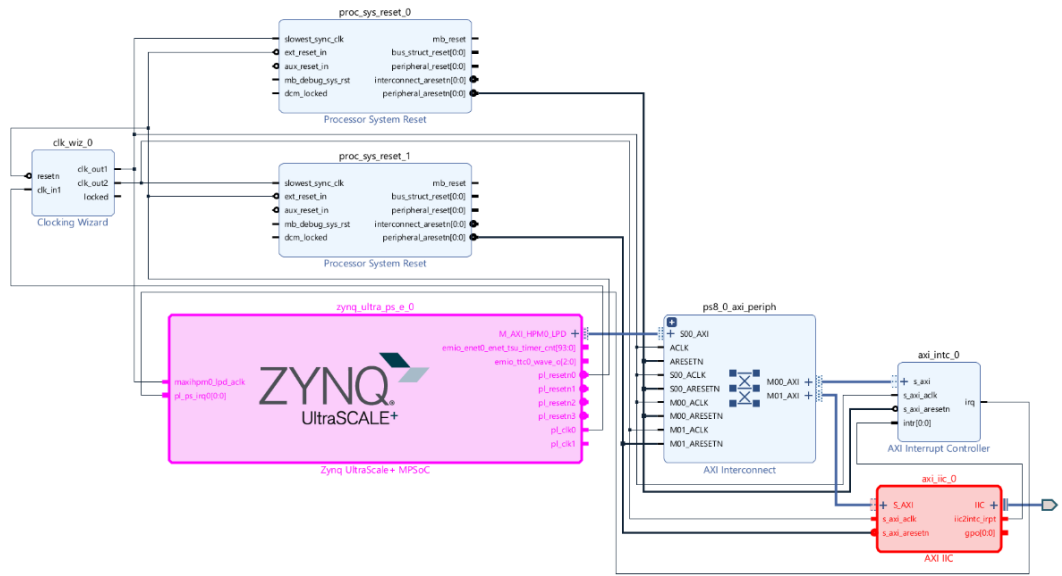 proc_sys_reset_0
slowest_sync_clk
ext_reset_in
aux_reset_in
mb_debug_sys_rst
dcm_locked
mb_reset
bus_struct_reset[0:0]
peripheral_reset[0:0]
interconnect_aresetn[0:0]
peripheral_aresetn[0:0]
Processor System Reset
clk_wiz_0
resetn
clk_in1
clk_out1
clk_out2
locked
Clocking Wizard
proc_sys_reset_1
slowest_sync_clk
ext_reset_in
aux_reset_in
mb_debug_sys_rst
dcm_locked
mb_reset
bus_struct_reset[0:0]
peripheral_reset[0:0]
interconnect_aresetn[0:0]
peripheral_aresetn[0:0]
Processor System Reset
zynq_ultra_ps_e_0
maxihpm0_lpd_aclk
pl_ps_irq0[0:0]
ZYNQ
UltraSCALE+
M_AXI_HPM0_LPD
emio_enet0_enet_tsu_timer_cnt[93:0]
emio_ttc0_wave_o[2:0]
pl_resetn0
pl_resetn1
pl_resetn2
pl_resetn3
pl_clk0
pl_clk1
Zynq UltraScale+ MPSoC
ps8_0_axi_periph
S00_AXI
ACLK
ARESETN
S00_ACLK
S00_ARESETN
M00_ACLK
M00_ARESETN
M01_ACLK
M01_ARESETN
M00_AXI
M01_AXI
AXI Interconnect
axi_intc_0
s_axi
s_axi_aclk
s_axi_aresetn
intr[0:0]
irq
AXI Interrupt Controller
axi_iic_0
S_AXI
s_axi_aclk
s_axi_aresetn
IIC
iic2intc_irpt
gpo[0:0]
AXI IIC